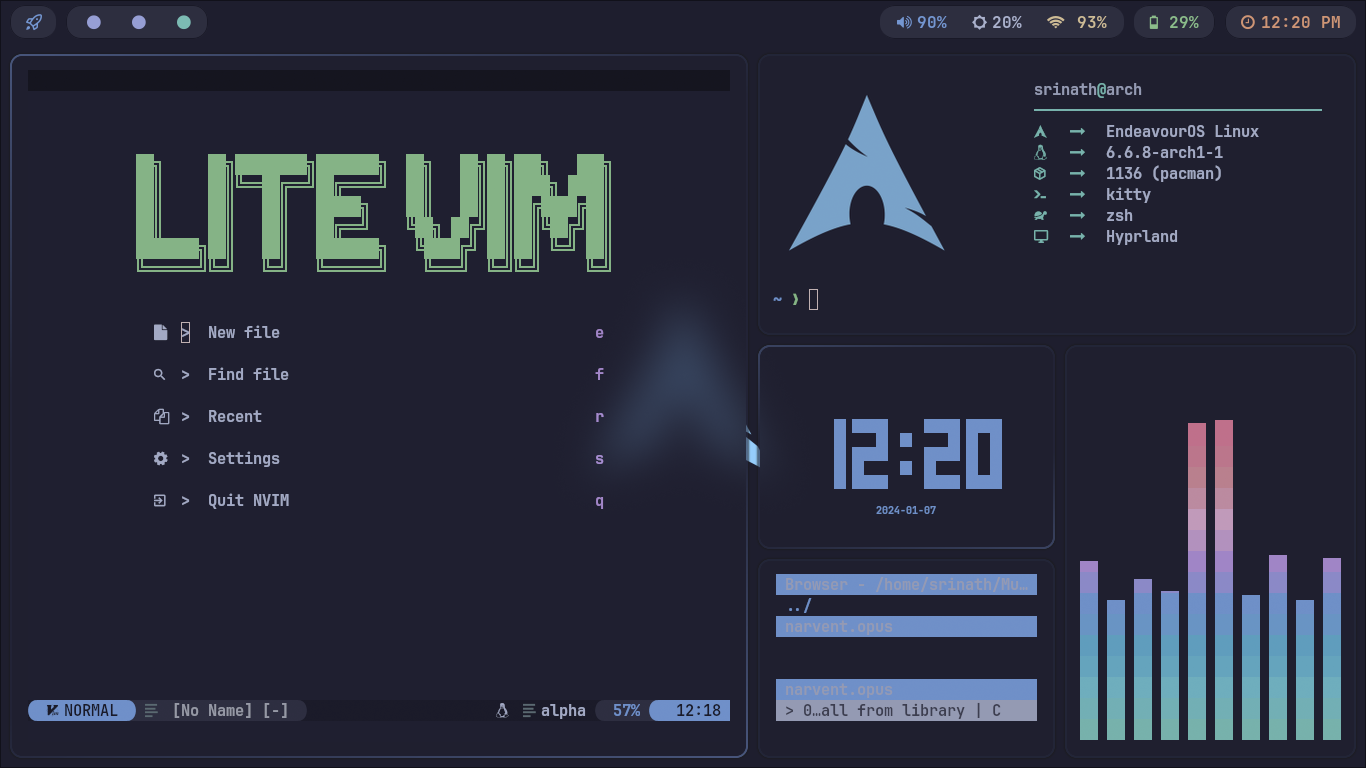 90% 20% 93% 29% 12:20 PM
LITEVIM
> New file e
> Find file f
> Recent r
> Settings s
> Quit NVIM q
NORMAL [No Name] [-] alpha 57% 12:18
srinath@arch
EndeavourOS Linux
6.6.8-arch1-1
1136 (pacman)
kitty
zsh
Hyprland
~ ❯
12:20
2024-01-07
Browser - /home/srinath/Mu…
../
narvent.opus
narvent.opus
> 0…all from library | C